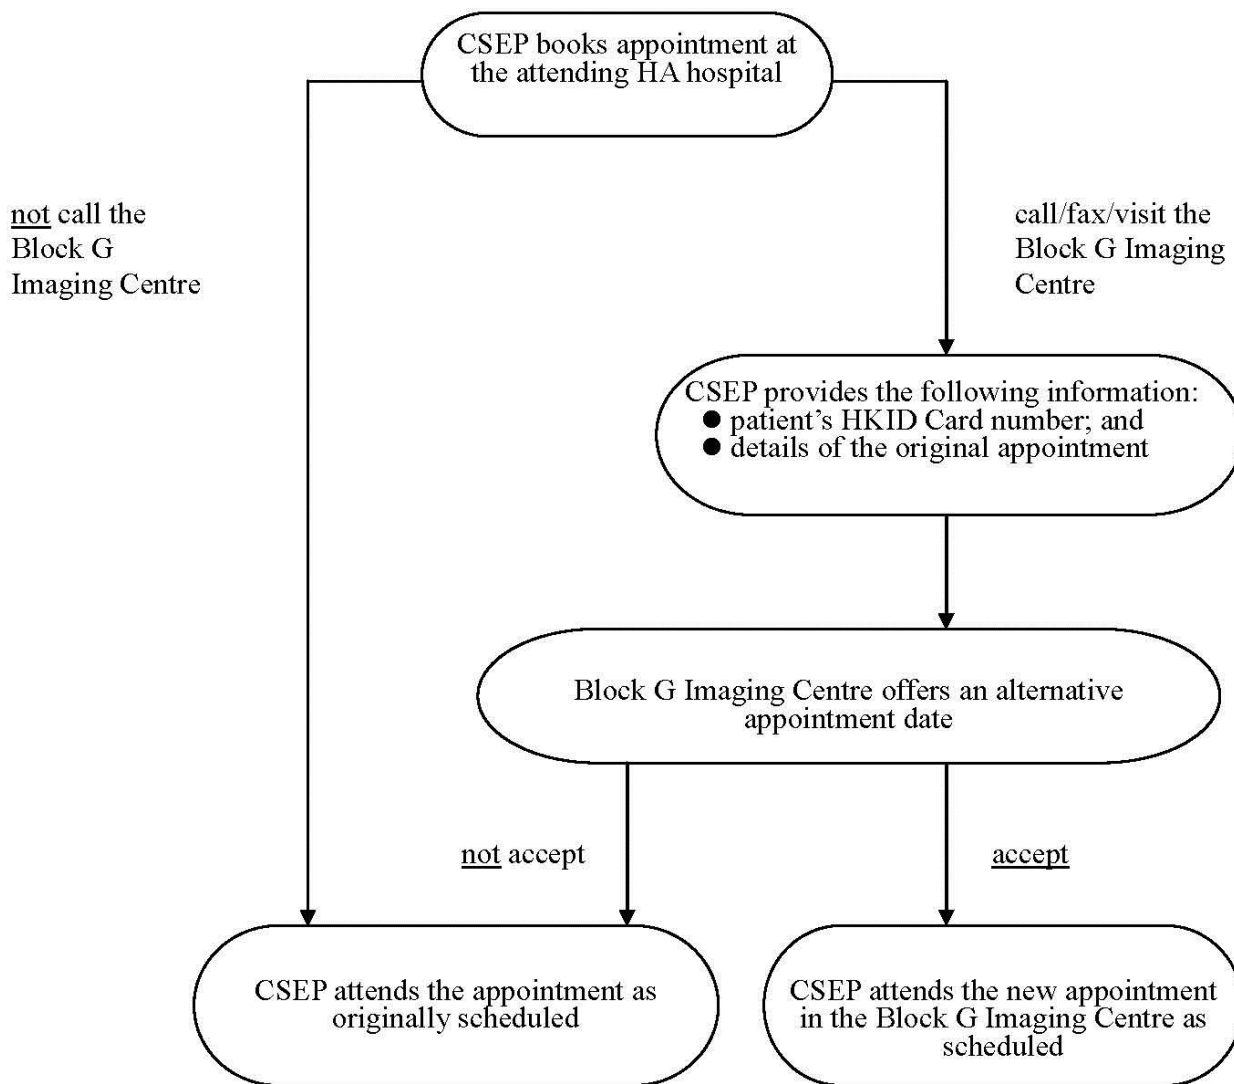 CSEP books appointment at
the attending HA hospital
not call the
Block G
Imaging Centre
call/fax/visit the
Block G Imaging
Centre
CSEP provides the following information:
● patient’s HKID Card number; and
● details of the original appointment
Block G Imaging Centre offers an alternative
appointment date
not accept
accept
CSEP attends the appointment as
originally scheduled
CSEP attends the new appointment
in the Block G Imaging Centre as
scheduled